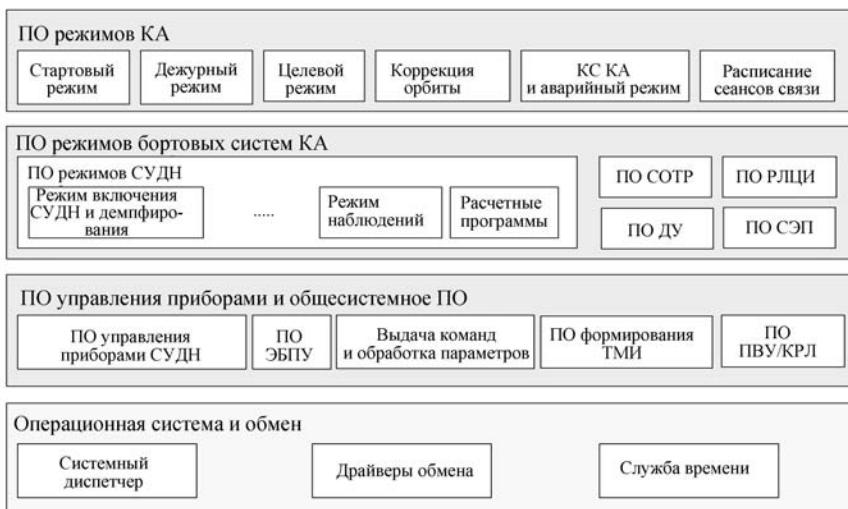 ПО режимов КА
Стартовый
режим
Дежурный
режим
Целевой
режим
Коррекция
орбиты
КС КА
и аварийный режим
Расписание
сеансов связи
ПО режимов бортовых систем КА
ПО режимов СУДН
Режим включения
СУДН и демпфиро-
вания
.....
Режим
наблюдений
Расчетные
программы
ПО СОТР
ПО РЛЦИ
ПО ДУ
ПО СЭП
ПО управления приборами и общесистемное ПО
ПО управления
приборами СУДН
ПО
ЭБПУ
Выдача команд
и обработка параметров
ПО формирования
ТМИ
ПО
ПВУ/КРЛ
Операционная система и обмен
Системный
диспетчер
Драйверы обмена
Служба времени